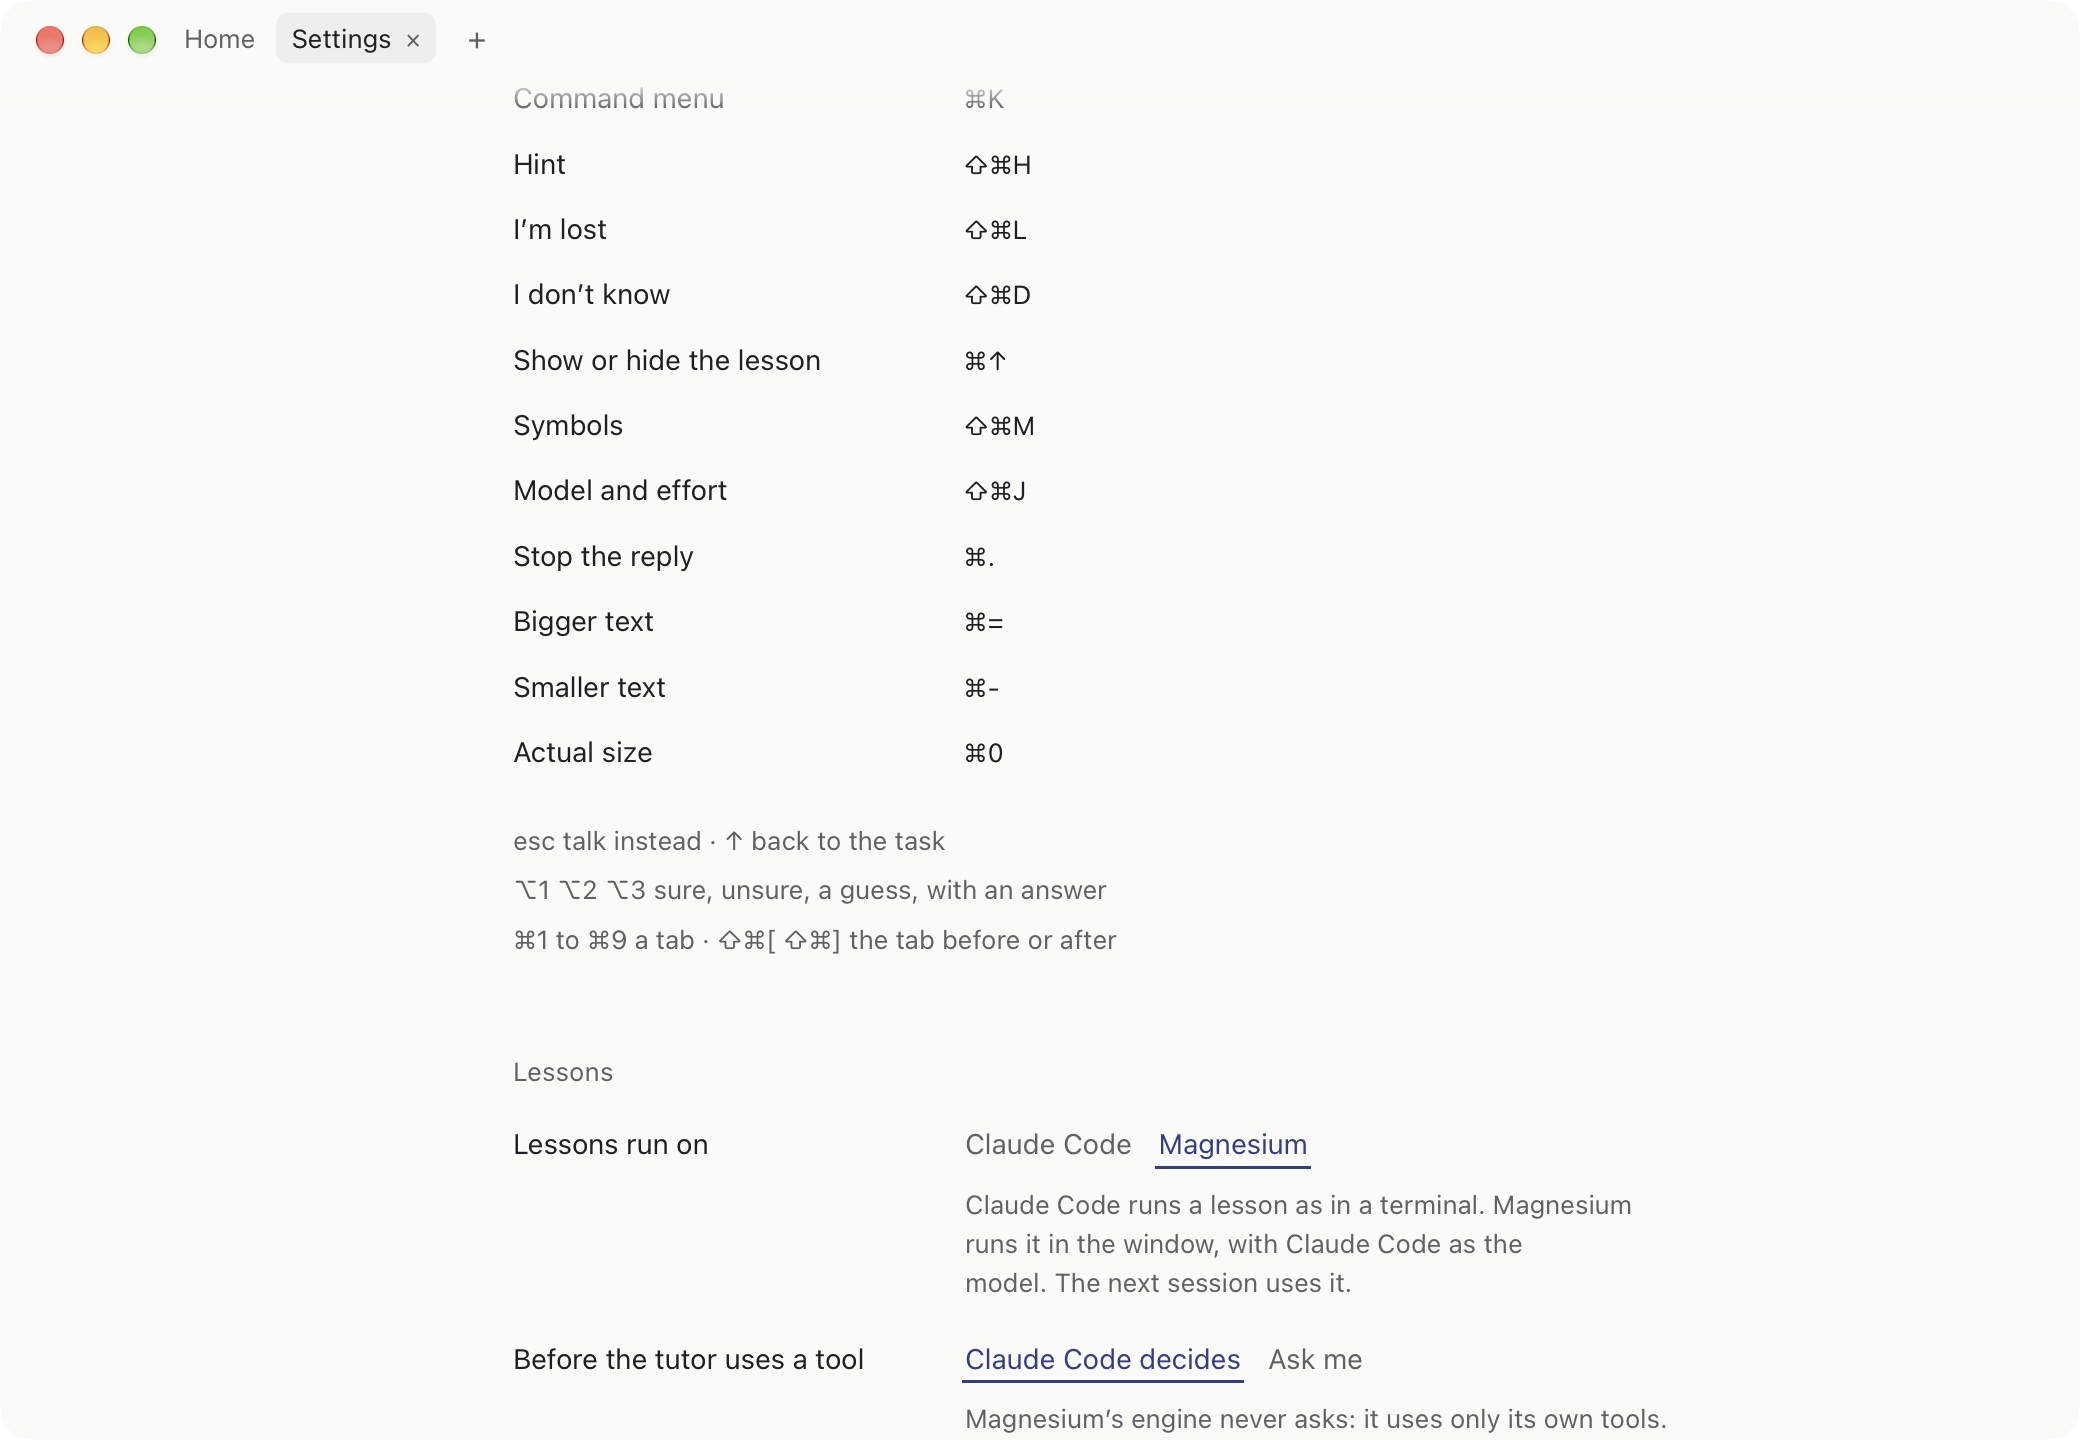 Home Settings × +
Command menu ⌘K
Hint ⇧⌘H
I’m lost ⇧⌘L
I don’t know ⇧⌘D
Show or hide the lesson ⌘↑
Symbols ⇧⌘M
Model and effort ⇧⌘J
Stop the reply ⌘.
Bigger text ⌘=
Smaller text ⌘-
Actual size ⌘0
esc talk instead · ↑ back to the task
⌥1 ⌥2 ⌥3 sure, unsure, a guess, with an answer
⌘1 to ⌘9 a tab · ⇧⌘[ ⇧⌘] the tab before or after
Lessons
Lessons run on Claude Code Magnesium
Claude Code runs a lesson as in a terminal. Magnesium
runs it in the window, with Claude Code as the
model. The next session uses it.
Before the tutor uses a tool Claude Code decides Ask me
Magnesium’s engine never asks: it uses only its own tools.